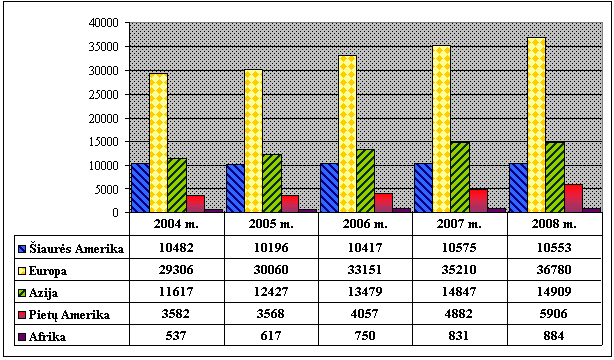 40000
35000
30000
25000
20000
15000
10000
5000
0
2004 m. 2005 m. 2006 m. 2007 m. 2008 m.
Šiaurės Amerika 10482 10196 10417 10575 10553
Europa 29306 30060 33151 35210 36780
Azija 11617 12427 13479 14847 14909
Pietų Amerika 3582 3568 4057 4882 5906
Afrika 537 617 750 831 884